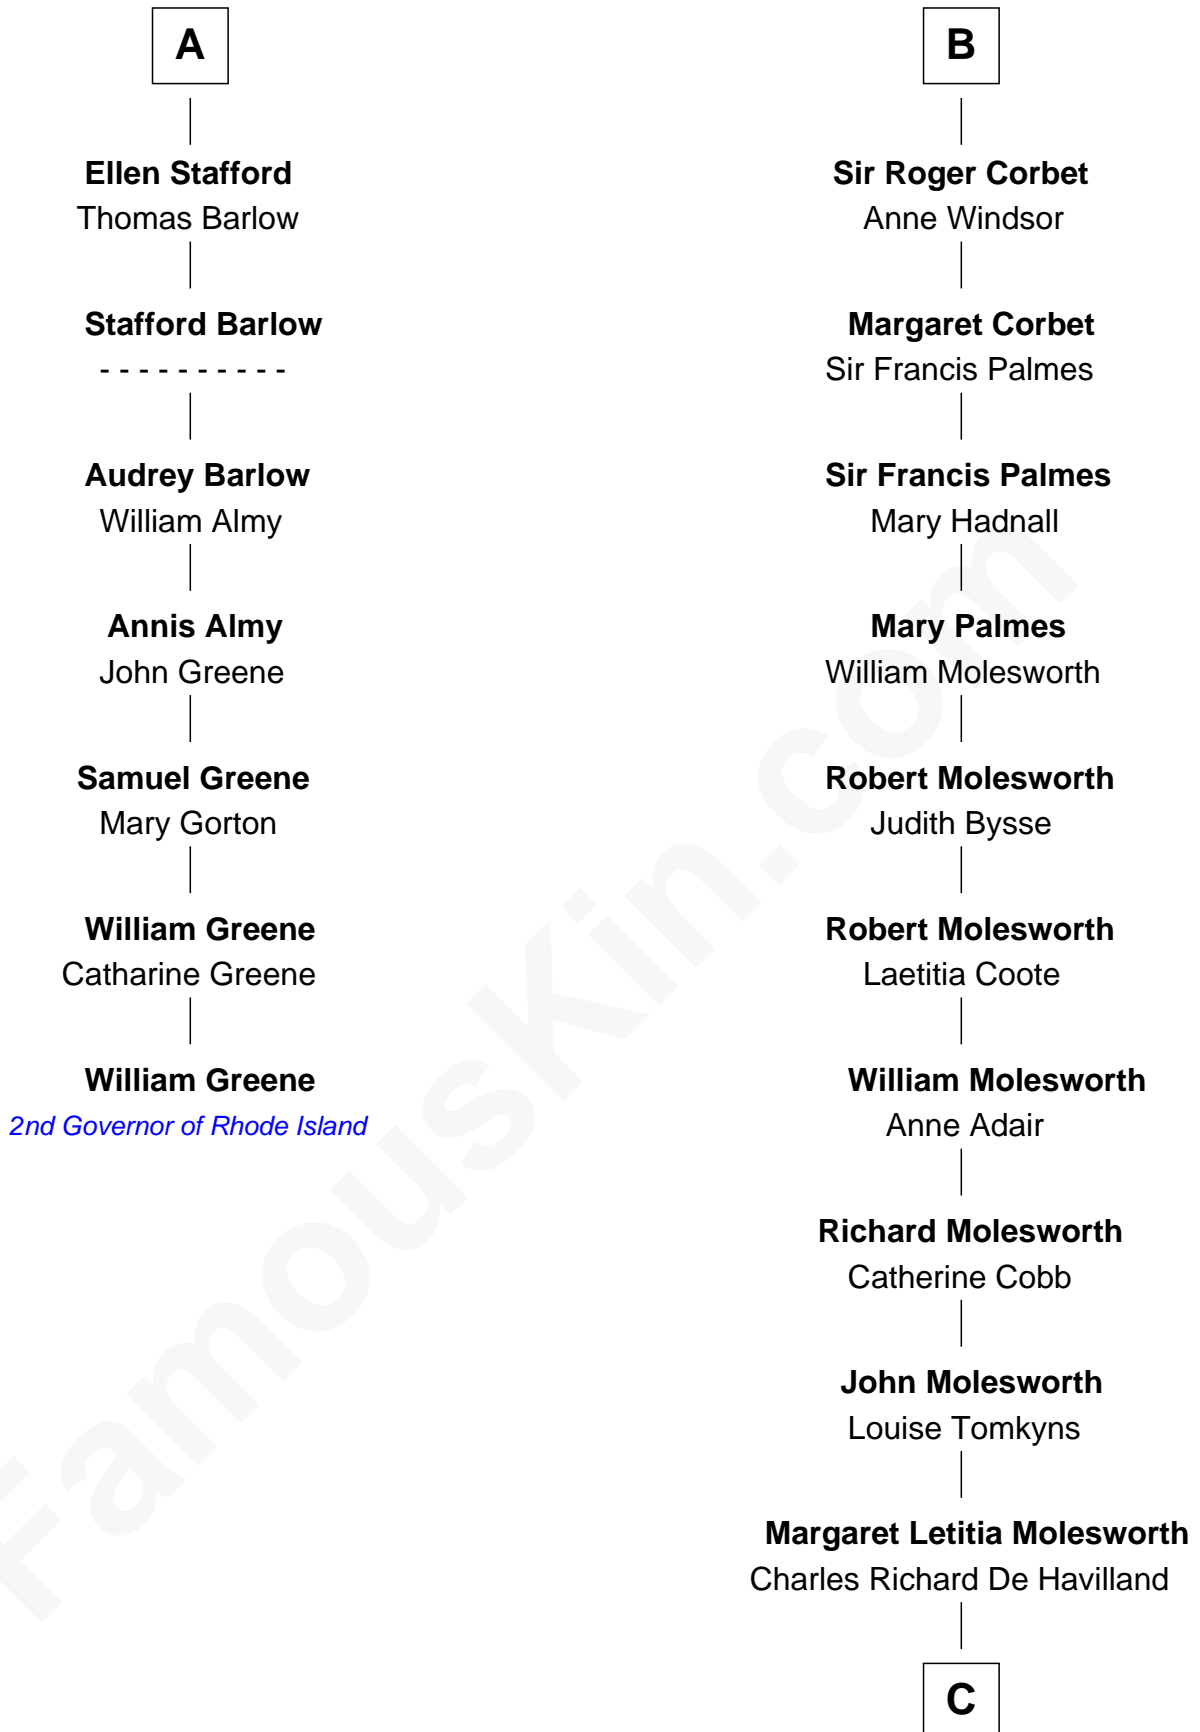 A
Ellen Stafford
Thomas Barlow
Stafford Barlow
- - - - - - - - - -
Audrey Barlow
William Almy
Annis Almy
John Greene
Samuel Greene
Mary Gorton
William Greene
Catharine Greene
William Greene
2nd Governor of Rhode Island
B
Sir Roger Corbet
Anne Windsor
Margaret Corbet
Sir Francis Palmes
Sir Francis Palmes
Mary Hadnall
Mary Palmes
William Molesworth
Robert Molesworth
Judith Bysse
Robert Molesworth
Laetitia Coote
William Molesworth
Anne Adair
Richard Molesworth
Catherine Cobb
John Molesworth
Louise Tomkyns
Margaret Letitia Molesworth
Charles Richard De Havilland
C
FamousKin.com